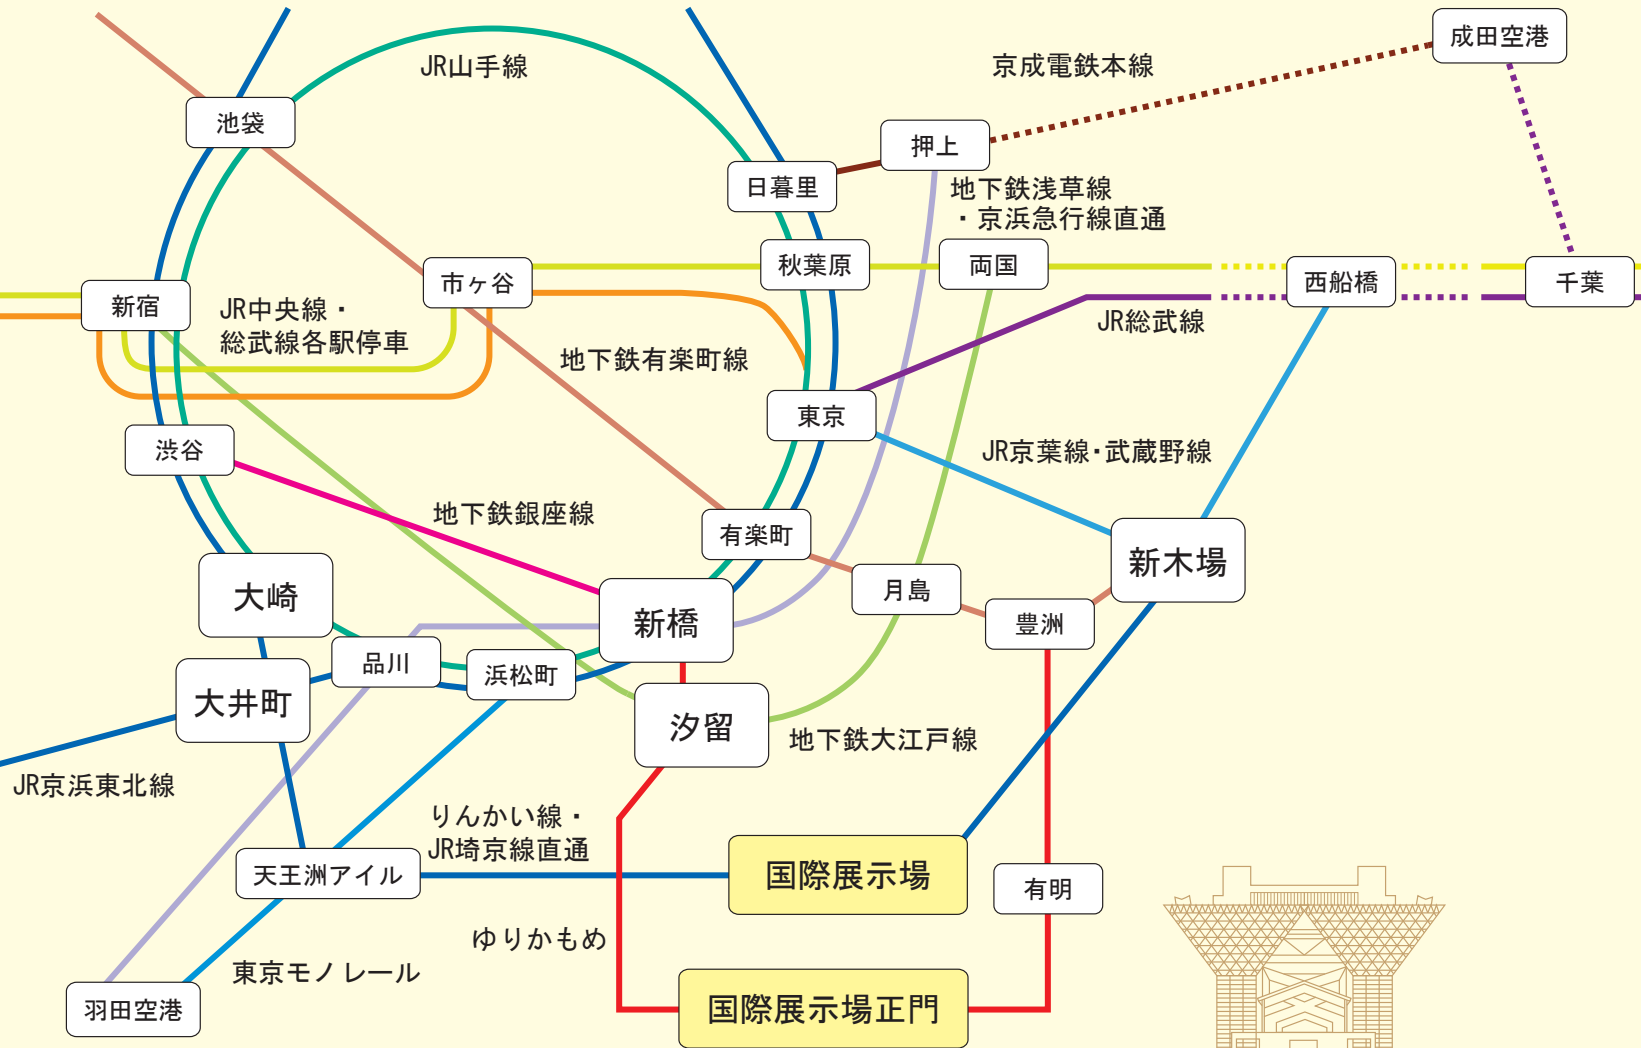 成田空港
JR山手線
京成電鉄本線
池袋
押上
日暮里
地下鉄浅草線
・京浜急行線直通
秋葉原
両国
市ヶ谷
西船橋
千葉
新宿
JR中央線・
総武線各駅停車
JR総武線
地下鉄有楽町線
東京
渋谷
JR京葉線・武蔵野線
地下鉄銀座線
有楽町
新木場
大崎
月島
新橋
豊洲
品川
浜松町
大井町
汐留
地下鉄大江戸線
JR京浜東北線
りんかい線・
JR埼京線直通
天王洲アイル
国際展示場
有明
ゆりかもめ
東京モノレール
羽田空港
国際展示場正門